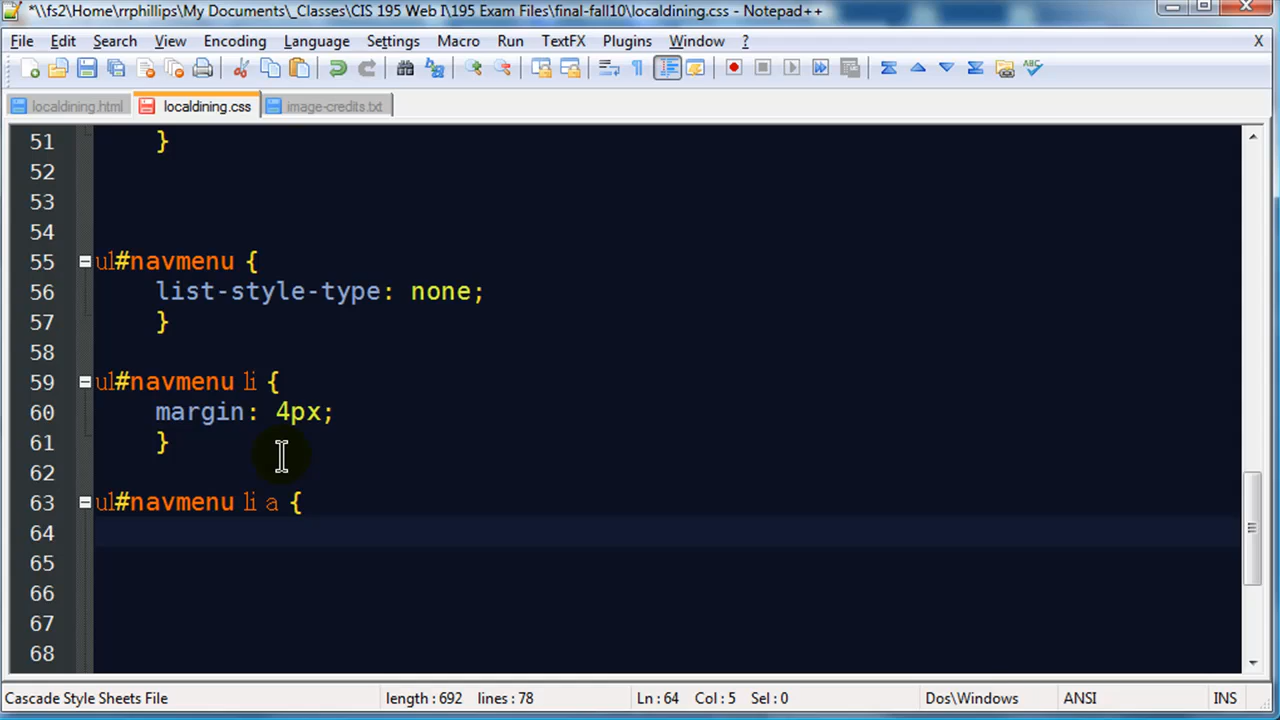 *\\fs2\Home\rrphillips\My Documents\_Classes\CIS 195 Web I\195 Exam Files\final-fall10\localdining.css - Notepad++
File Edit Search View Encoding Language Settings Macro Run TextFX Plugins Window ? X
localdining.html localdining.css image-credits.txt
51 }
52
53
54
55 ul#navmenu {
56 list-style-type: none;
57 }
58
59 ul#navmenu li {
60 margin: 4px;
61 }
62
63 ul#navmenu li a {
64
65
66
67
68
Cascade Style Sheets File length : 692 lines : 78 Ln : 64 Col : 5 Sel : 0 Dos\Windows ANSI INS